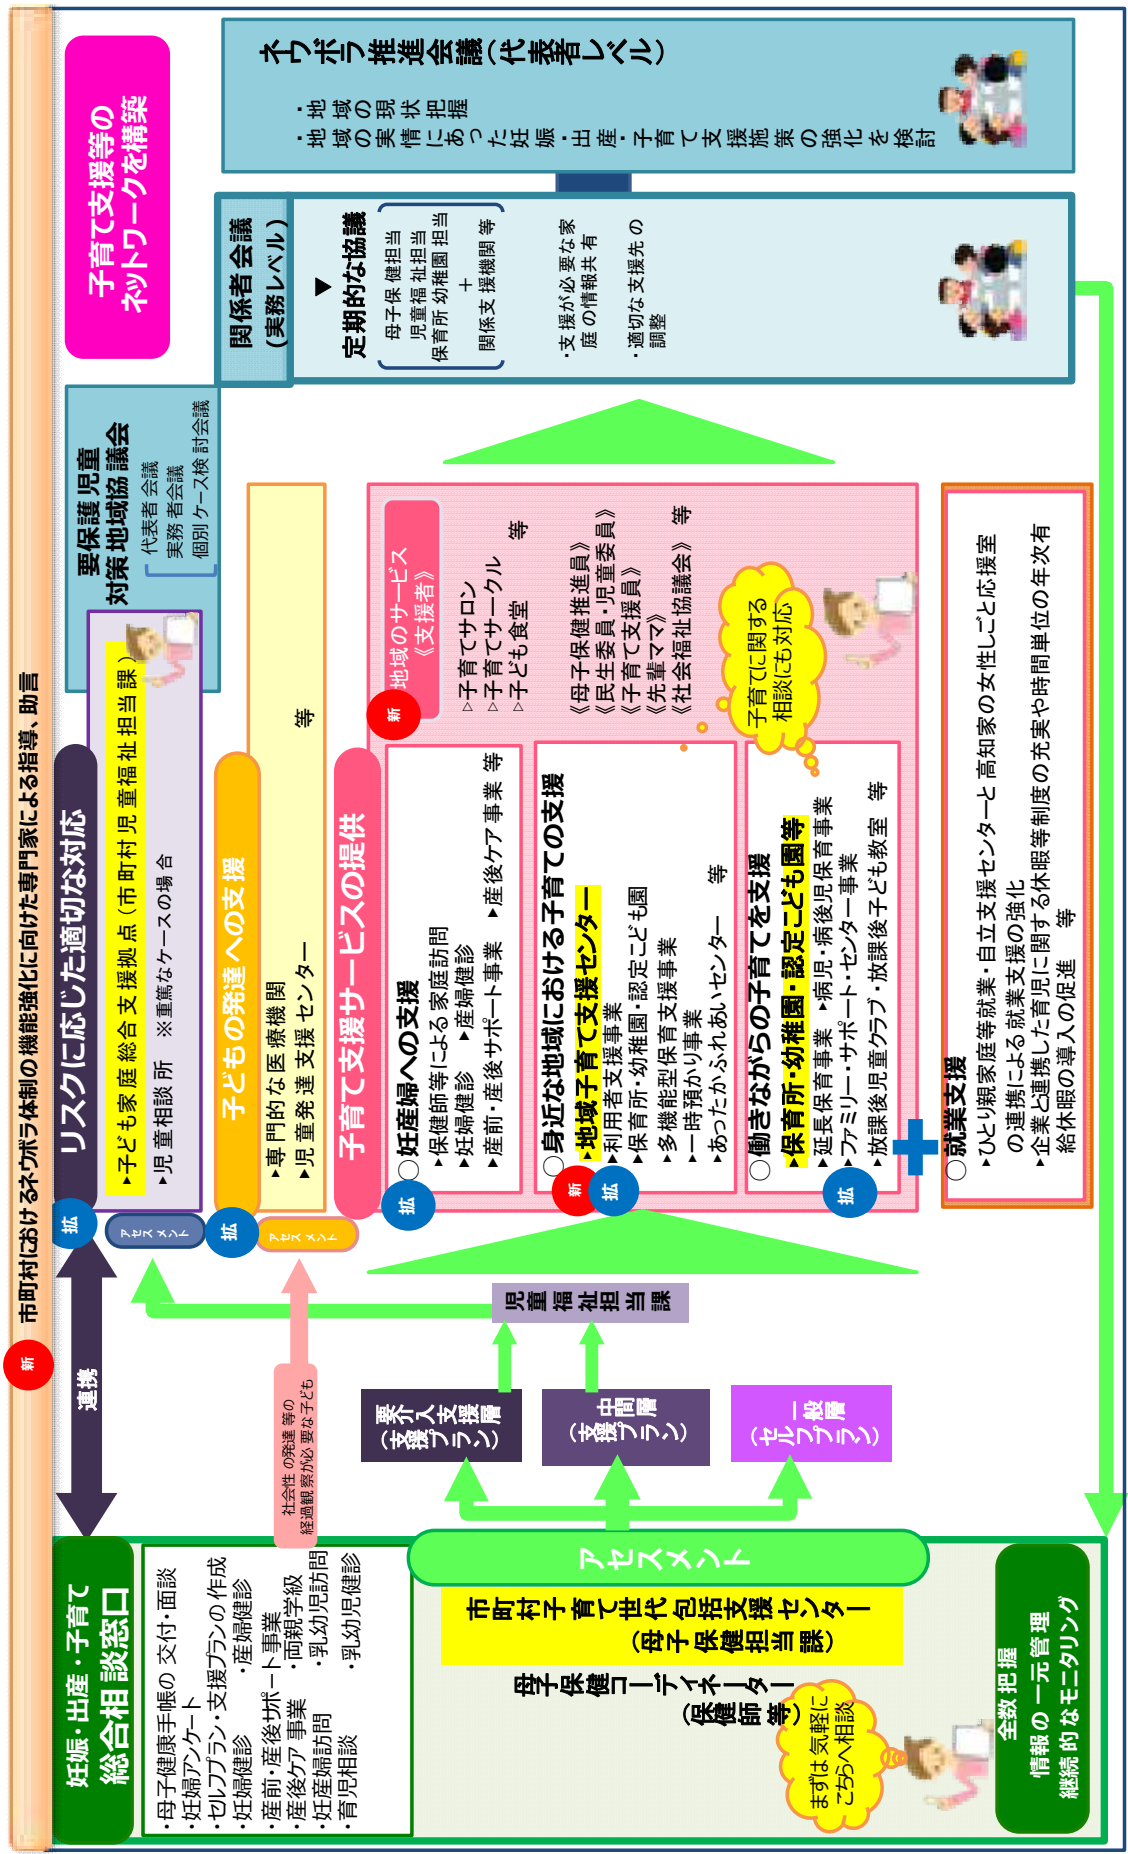 新
市町村におけるネウボラ体制の機能強化に向けた専門家による指導、助言
妊娠・出産・子育て
総合相談窓口
・母子健康手帳の交付・面談
・妊婦アンケート
・セルフプラン・支援プランの作成
・妊婦健診　・産婦健診
・産前・産後サポート事業
・産後ケア事業　・両親学級
・妊産婦訪問　・乳幼児訪問
・育児相談　・乳幼児健診
アセスメント
市町村子育て世代包括支援センター
（母子保健担当課）
母子保健コーディネーター
（保健師等）
まずは気軽に
こちらへ相談
全数把握
情報の一元管理
継続的なモニタリング
連携
社会性の発達等の
経過観察が必要な子ども
要介入支援層
（支援プラン）
中間層
（支援プラン）
一般層
（セルフプラン）
児童福祉担当課
拡
リスクに応じた適切な対応
アセスメント
▸子ども家庭総合支援拠点（市町村児童福祉担当課）
▸児童相談所　※重篤なケースの場合
要保護児童
対策地域協議会
代表者会議
実務者会議
個別ケース検討会議
拡
子どもの発達への支援
アセスメント
▸専門的な医療機関
▸児童発達支援センター　等
子育て支援サービスの提供
拡
○妊産婦への支援
▸保健師等による家庭訪問
▸妊婦健診　▸産婦健診
▸産前・産後サポート事業　▸産後ケア事業　等
新
拡
○身近な地域における子育ての支援
▸地域子育て支援センター
▸利用者支援事業
▸保育所・幼稚園・認定こども園
▸多機能型保育支援事業
▸一時預かり事業
▸あったかふれあいセンター　等
拡
○働きながらの子育てを支援
▸保育所・幼稚園・認定こども園等
▸延長保育事業　▸病児・病後児保育事業
▸ファミリー・サポート・センター事業
▸放課後児童クラブ・放課後子ども教室　等
新
地域のサービス
《支援者》
▹子育てサロン
▹子育てサークル
▹子ども食堂　等
《母子保健推進員》
《民生委員・児童委員》
《子育て支援員》
《先輩ママ》
《社会福祉協議会》　等
子育てに関する
相談にも対応
○就業支援
▸ひとり親家庭等就業・自立支援センターと高知家の女性しごと応援室
の連携による就業支援の強化
▸企業と連携した育児に関する休暇等制度の充実や時間単位の年次有
給休暇の導入の促進　等
子育て支援等の
ネットワークを構築
関係者会議
（実務レベル）
▼
定期的な協議
母子保健担当
児童福祉担当
保育所幼稚園担当
＋
関係支援機関等
・支援が必要な家
庭の情報共有
・適切な支援先の
調整
ネウボラ推進会議（代表者レベル）
・地域の現状把握
・地域の実情にあった妊娠・出産・子育て支援施策の強化を検討